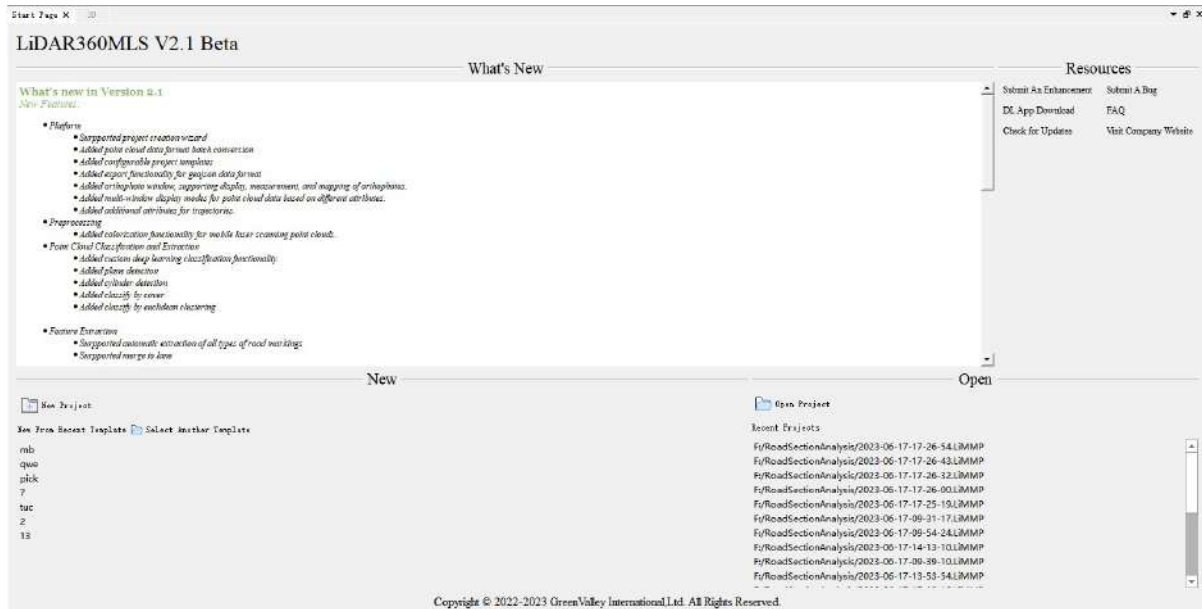 Start Page
3D
LiDAR360MLS V2.1 Beta
What's New
What's new in Version 2.1
New Features:
Platform
Surpported project creation wizard
Added point cloud data format batch conversion
Added configurable project templates
Added export functionality for geojson data format
Added orthophoto window, supporting display, measurement, and mapping of orthophotos.
Added multi-window display modes for point cloud data based on different attributes.
Added additional attributes for trajectories.
Preprocessing
Added colorization functionality for mobile laser scanning point clouds.
Point Cloud Classification and Extraction
Added custom deep learning classification functionality
Added plane detection
Added cylinder detection
Added classify by cover
Added classify by euclidean clustering
Feature Extraction
Surpported automatic extraction of all types of road markings
Surpported merge to lane
Resources
Submit An Enhancement Submit A Bug
DL App Download FAQ
Check for Updates Visit Company Website
New
New Project
New From Recent Template Select Another Template
mb
qwe
pick
7
tuc
2
13
Open
Open Project
Recent Projects
F:/RoadSectionAnalysis/2023-06-17-17-26-54.LiMMP
F:/RoadSectionAnalysis/2023-06-17-17-26-43.LiMMP
F:/RoadSectionAnalysis/2023-06-17-17-26-32.LiMMP
F:/RoadSectionAnalysis/2023-06-17-17-26-00.LiMMP
F:/RoadSectionAnalysis/2023-06-17-17-25-19.LiMMP
F:/RoadSectionAnalysis/2023-06-17-09-31-17.LiMMP
F:/RoadSectionAnalysis/2023-06-17-09-54-24.LiMMP
F:/RoadSectionAnalysis/2023-06-17-14-13-10.LiMMP
F:/RoadSectionAnalysis/2023-06-17-09-39-10.LiMMP
F:/RoadSectionAnalysis/2023-06-17-13-53-54.LiMMP
Copyright © 2022-2023 GreenValley International,Ltd. All Rights Reserved.